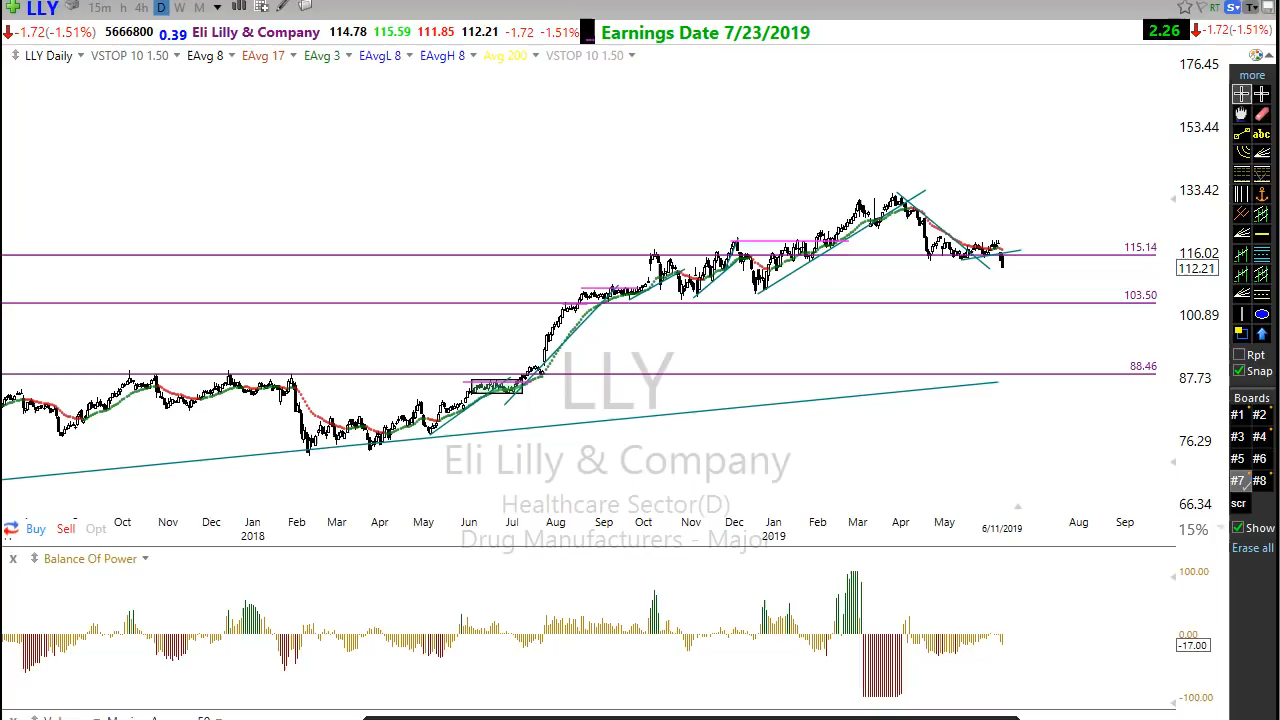 LLY 15m h 4h D W M RT S T
-1.72(-1.51%) 5666800 0.39 Eli Lilly & Company 114.78 115.59 111.85 112.21 -1.72 -1.51% Earnings Date 7/23/2019 2.26 -1.72(-1.51%)
LLY Daily VSTOP 10 1.50 EAvg 8 EAvg 17 EAvg 3 EAvgL 8 EAvgH 8 Avg 200 VSTOP 10 1.50
176.45
more
153.44
abc
133.42
115.14
116.02
112.21
103.50
100.89
88.46
87.73
76.29
66.34
LLY
Eli Lilly & Company
Healthcare Sector(D)
Drug Manufacturers - Major
Rpt
Snap
Boards
#1 #2
#3 #4
#5 #6
#7 #8
scr
Show
Erase all
Buy Sell Opt
Oct Nov Dec Jan Feb Mar Apr May Jun Jul Aug Sep Oct Nov Dec Jan Feb Mar Apr May 6/11/2019 Aug Sep
2018 2019
15%
x Balance Of Power
100.00
0.00
-17.00
-100.00